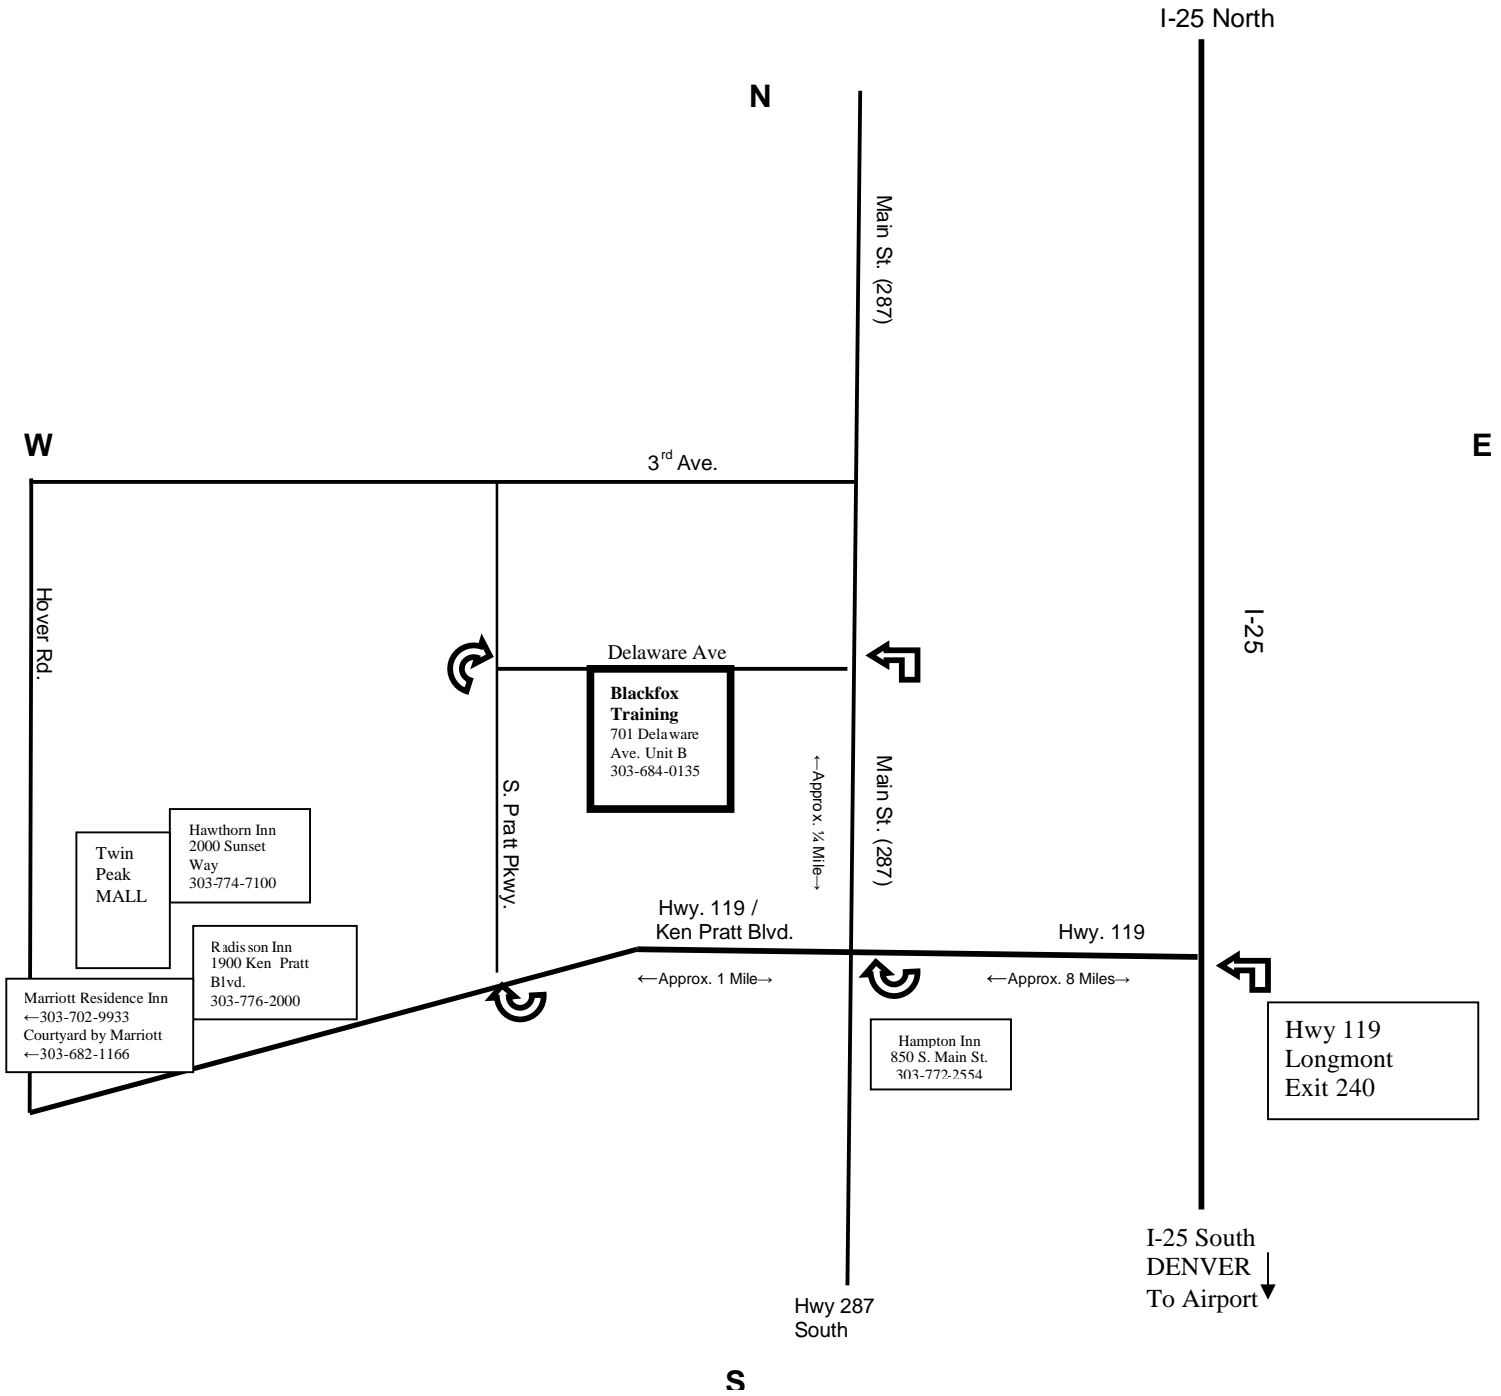 I-25 North
N
Main St. (287)
W
E
3rd Ave.
Hover Rd.
I-25
Delaware Ave
Blackfox
Training
701 Delaware
Ave. Unit B
303-684-0135
←Approx. ¼ Mile→
Main St. (287)
S. Pratt Pkwy.
Hawthorn Inn
2000 Sunset
Way
303-774-7100
Twin
Peak
MALL
Hwy. 119 /
Ken Pratt Blvd.
Hwy. 119
Radisson Inn
1900 Ken Pratt
Blvd.
303-776-2000
←Approx. 1 Mile→
←Approx. 8 Miles→
Marriott Residence Inn
←303-702-9933
Courtyard by Marriott
←303-682-1166
Hampton Inn
850 S. Main St.
303-772-2554
Hwy 119
Longmont
Exit 240
I-25 South
DENVER
To Airport
Hwy 287
South
S